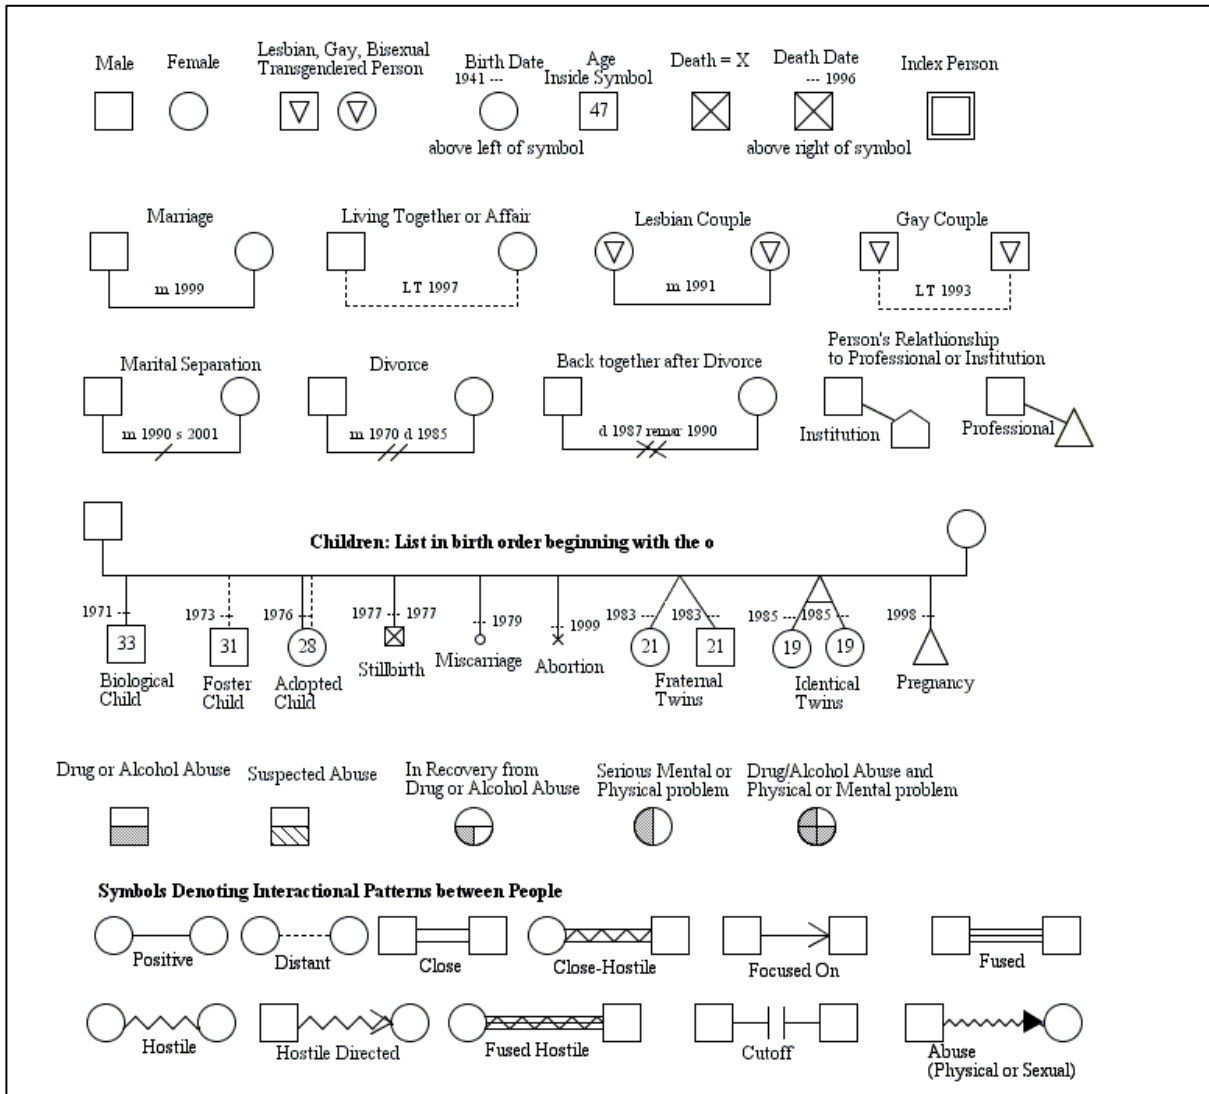 Male
Female
Lesbian, Gay, Bisexual
Transgendered Person
Birth Date
1941 ---
above left of symbol
Age
Inside Symbol
47
Death = X
Death Date
--- 1996
above right of symbol
Index Person
Marriage
m 1999
Living Together or Affair
LT 1997
Lesbian Couple
m 1991
Gay Couple
LT 1993
Marital Separation
m 1990 s 2001
Divorce
m 1970 d 1985
Back together after Divorce
d 1987 remar 1990
Person's Relathionship
to Professional or Institution
Institution
Professional
Children: List in birth order beginning with the o
1971 ---
33
Biological
Child
1973 ---
31
Foster
Child
1976 ---
28
Adopted
Child
1977 --- --- 1977
Stillbirth
--- 1979
Miscarriage
--- 1999
Abortion
1983 ---
21
1983 ---
21
Fraternal
Twins
1985 ---
19
1985 ---
19
Identical
Twins
1998 ---
Pregnancy
Drug or Alcohol Abuse
Suspected Abuse
In Recovery from
Drug or Alcohol Abuse
Serious Mental or
Physical problem
Drug/Alcohol Abuse and
Physical or Mental problem
Symbols Denoting Interactional Patterns between People
Positive
Distant
Close
Close-Hostile
Focused On
Fused
Hostile
Hostile Directed
Fused Hostile
Cutoff
Abuse
(Physical or Sexual)